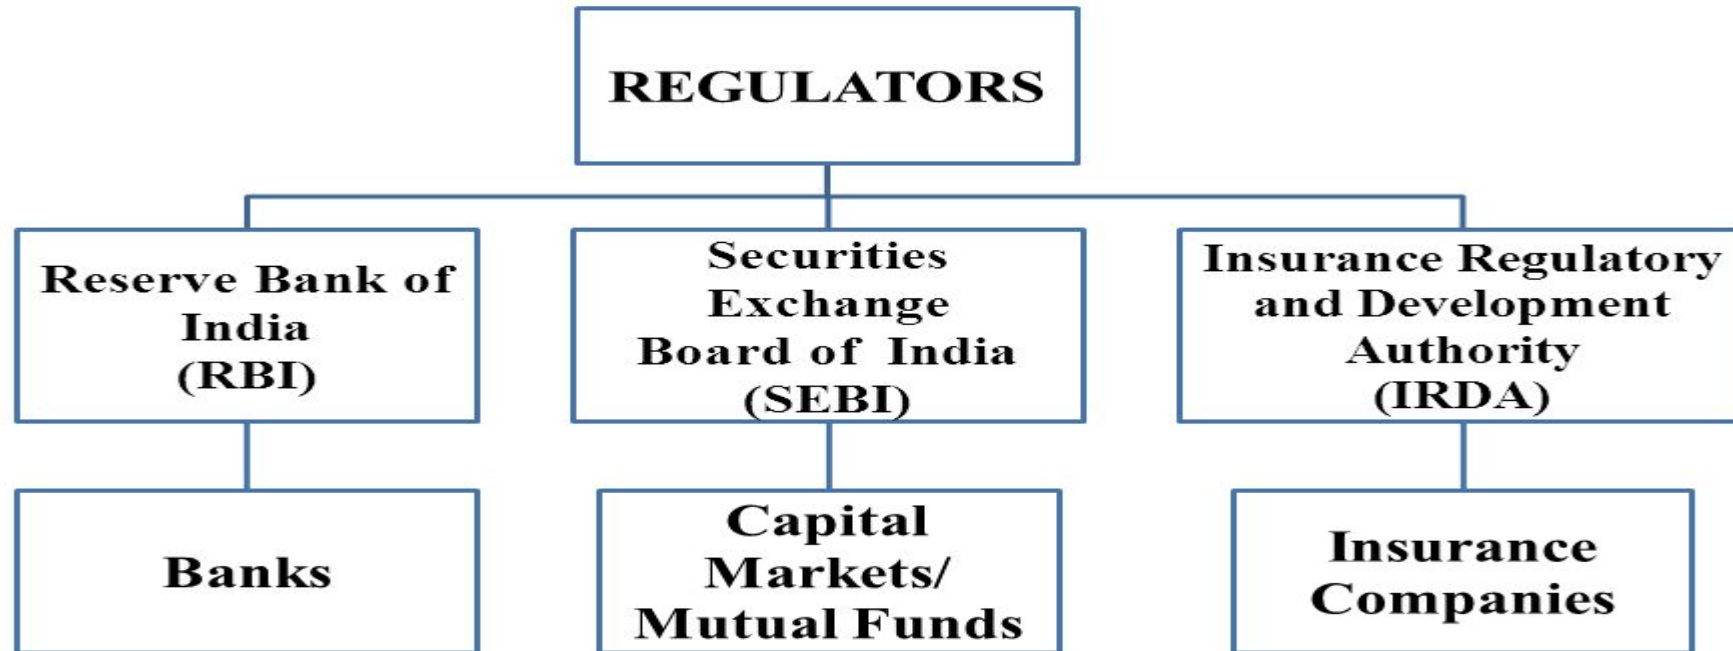 REGULATORS
Reserve Bank of
India
(RBI)
Securities
Exchange
Board of India
(SEBI)
Insurance Regulatory
and Development
Authority
(IRDA)
Banks
Capital
Markets/
Mutual Funds
Insurance
Companies